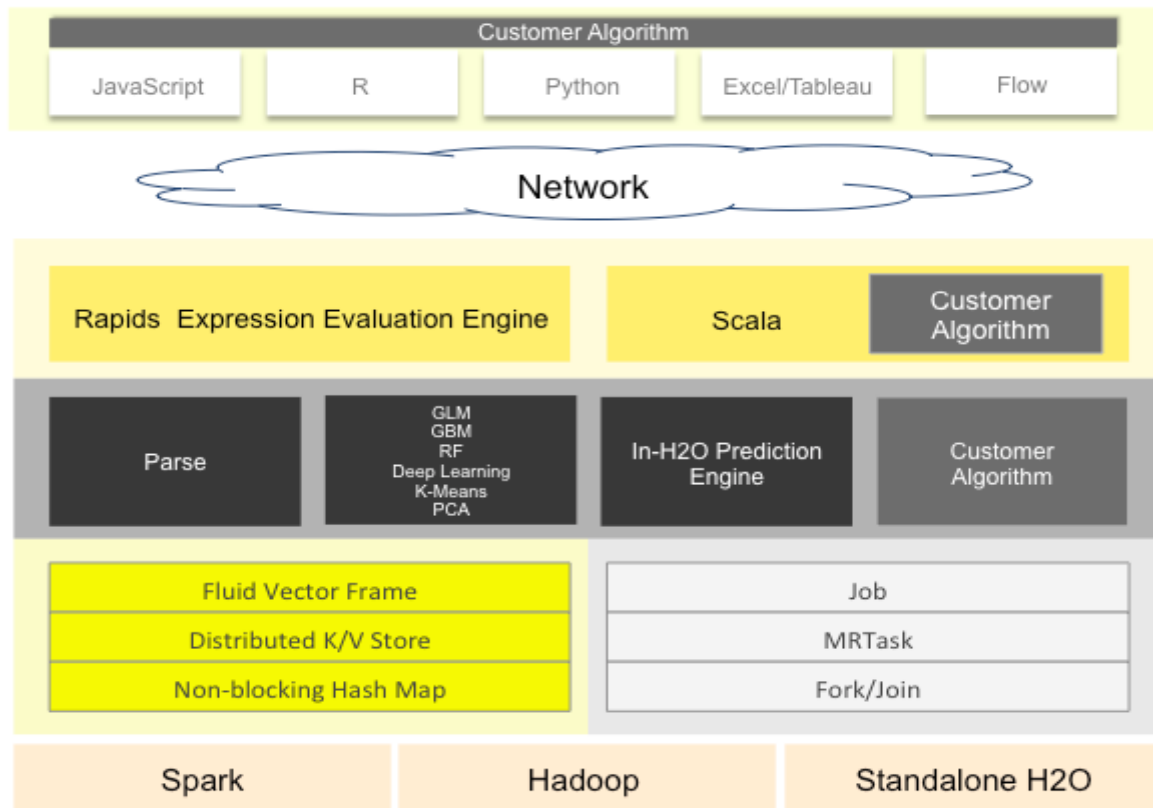 Customer Algorithm
JavaScript
R
Python
Excel/Tableau
Flow
Network
Rapids Expression Evaluation Engine
Scala
Customer
Algorithm
Parse
GLM
GBM
RF
Deep Learning
K-Means
PCA
In-H2O Prediction
Engine
Customer
Algorithm
Fluid Vector Frame
Distributed K/V Store
Non-blocking Hash Map
Job
MRTask
Fork/Join
Spark
Hadoop
Standalone H2O